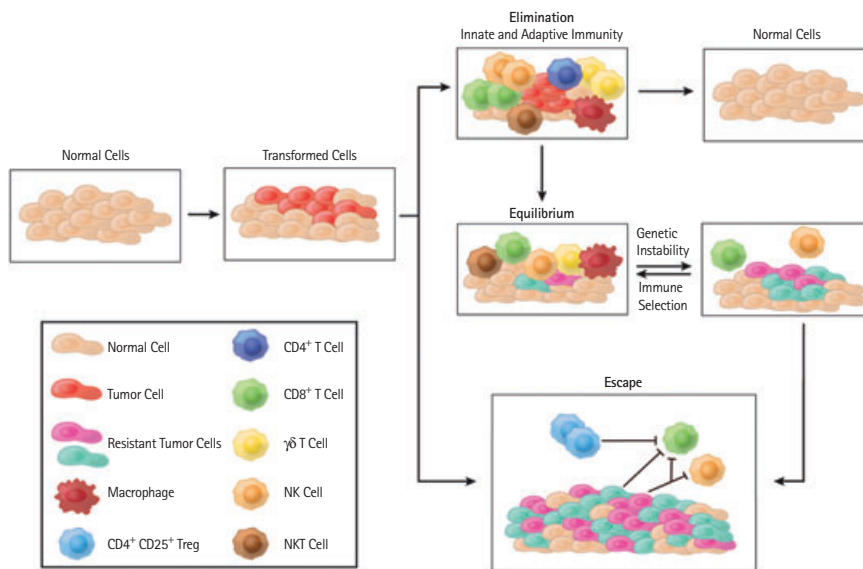 Elimination
Innate and Adaptive Immunity
Normal Cells
Normal Cells
Transformed Cells
Equilibrium
Genetic
Instability
Immune
Selection
Normal Cell
CD4⁺ T Cell
Tumor Cell
CD8⁺ T Cell
Resistant Tumor Cells
γδ T Cell
Macrophage
NK Cell
CD4⁺ CD25⁺ Treg
NKT Cell
Escape